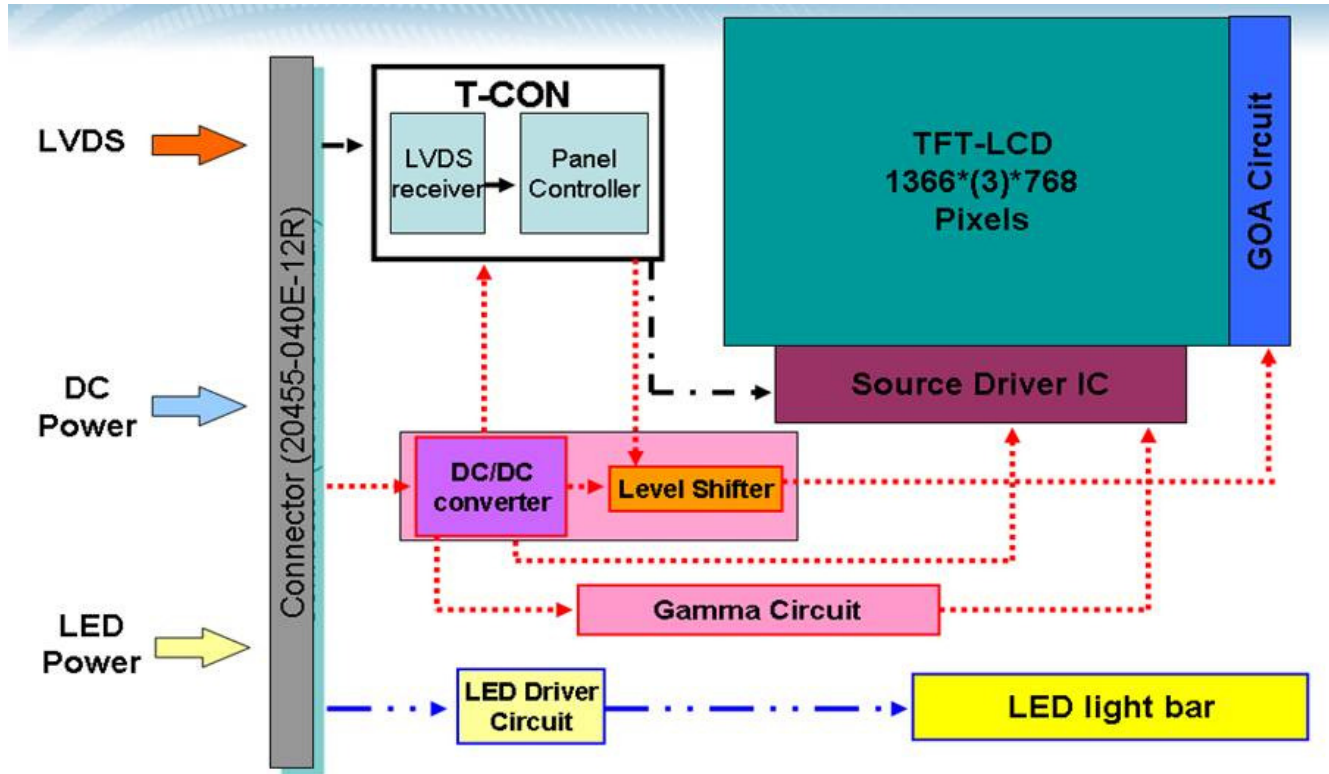 LVDS
DC
Power
LED
Power
Connector (20455-040E-12R)
T-CON
LVDS
receiver
Panel
Controller
TFT-LCD
1366*(3)*768
Pixels
GOA Circuit
Source Driver IC
DC/DC
converter
Level Shifter
Gamma Circuit
LED Driver
Circuit
LED light bar